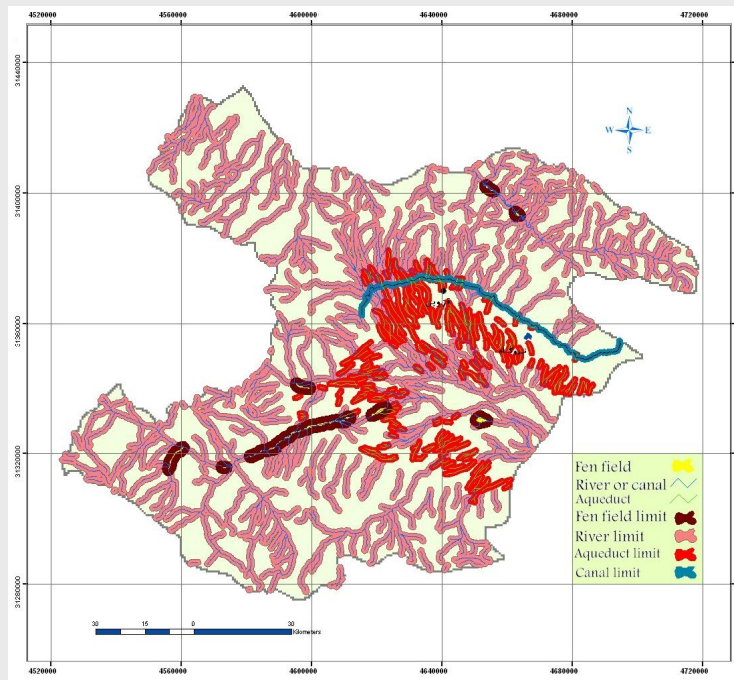 4520000 4560000 4600000 4640000 4680000 4720000
31440000
N
W E
S
31400000
31360000
31320000
Fen field
River or canal
Aqueduct
Fen field limit
River limit
Aqueduct limit
Canal limit
31280000
30 15 0 30
Kilometers
4520000 4560000 4600000 4640000 4680000 4720000